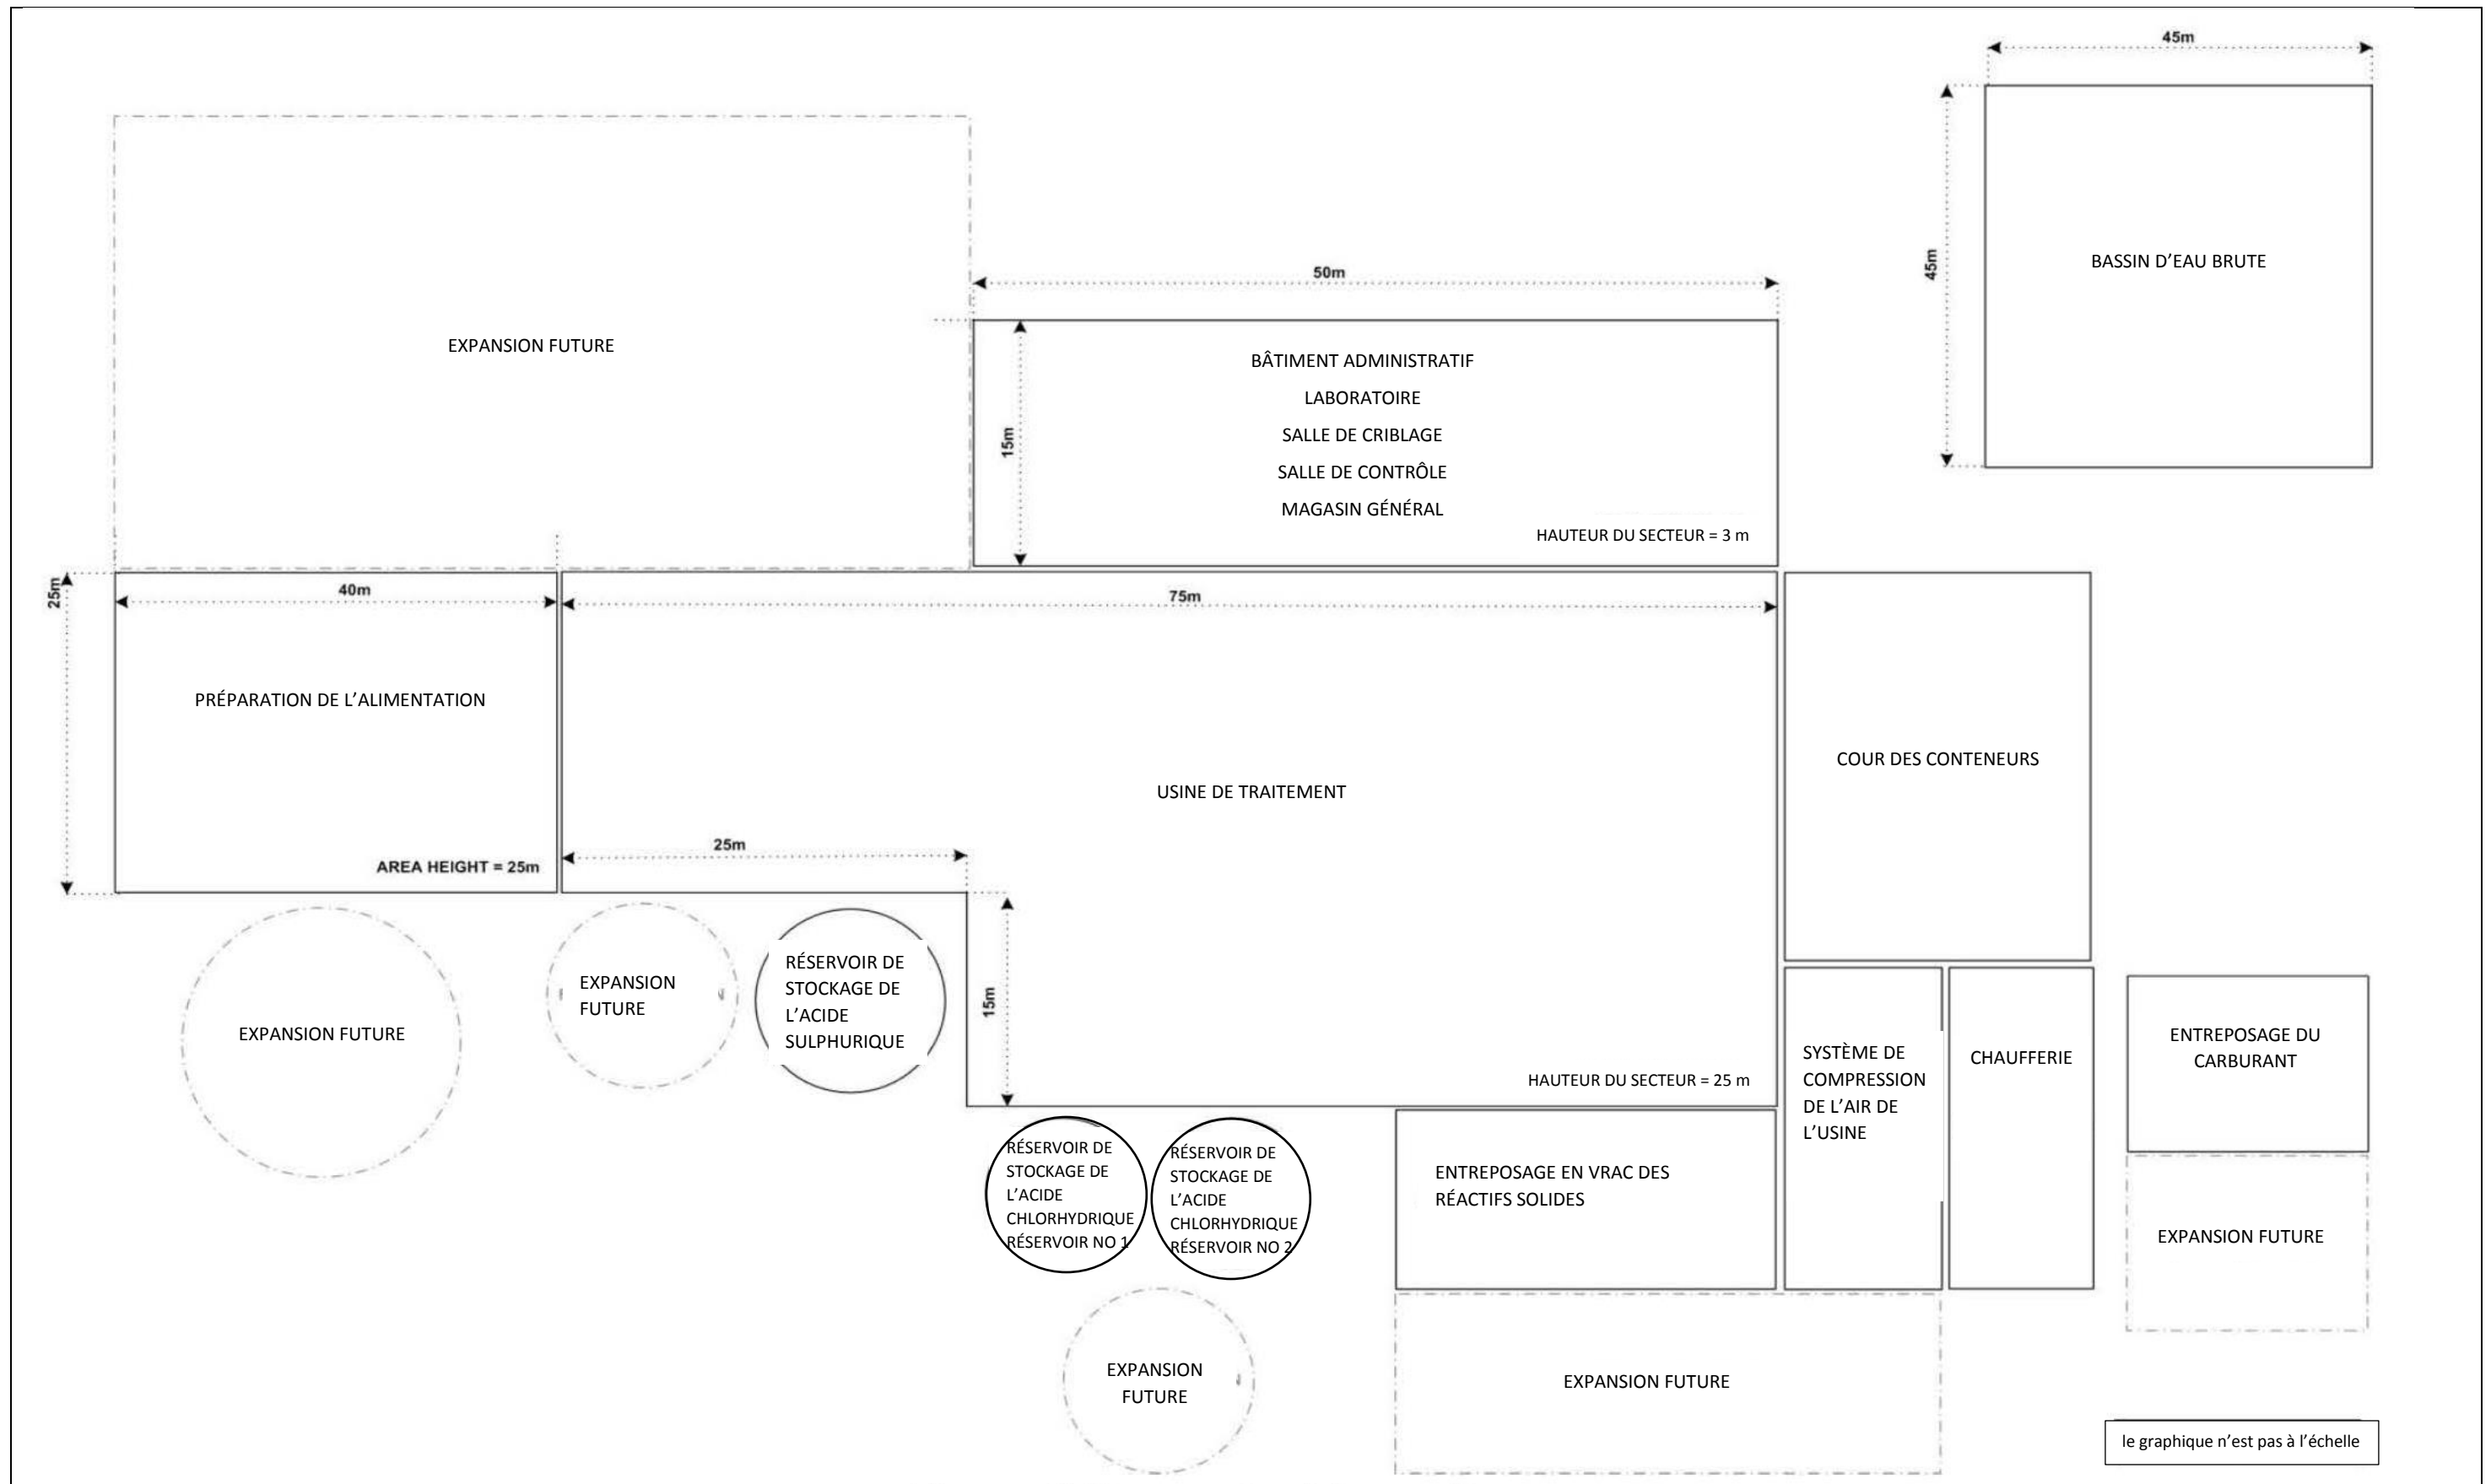 45m
45m
BASSIN D'EAU BRUTE
50m
EXPANSION FUTURE
15m
BÂTIMENT ADMINISTRATIF
LABORATOIRE
SALLE DE CRIBLAGE
SALLE DE CONTRÔLE
MAGASIN GÉNÉRAL
HAUTEUR DU SECTEUR = 3 m
25m
40m
75m
PRÉPARATION DE L'ALIMENTATION
AREA HEIGHT = 25m
USINE DE TRAITEMENT
25m
15m
HAUTEUR DU SECTEUR = 25 m
COUR DES CONTENEURS
EXPANSION FUTURE
EXPANSION
FUTURE
RÉSERVOIR DE
STOCKAGE DE
L'ACIDE
SULPHURIQUE
SYSTÈME DE
COMPRESSION
DE L'AIR DE
L'USINE
CHAUFFERIE
ENTREPOSAGE DU
CARBURANT
RÉSERVOIR DE
STOCKAGE DE
L'ACIDE
CHLORHYDRIQUE
RÉSERVOIR NO 1
RÉSERVOIR DE
STOCKAGE DE
L'ACIDE
CHLORHYDRIQUE
RÉSERVOIR NO 2
ENTREPOSAGE EN VRAC DES
RÉACTIFS SOLIDES
EXPANSION FUTURE
EXPANSION
FUTURE
EXPANSION FUTURE
le graphique n'est pas à l'échelle